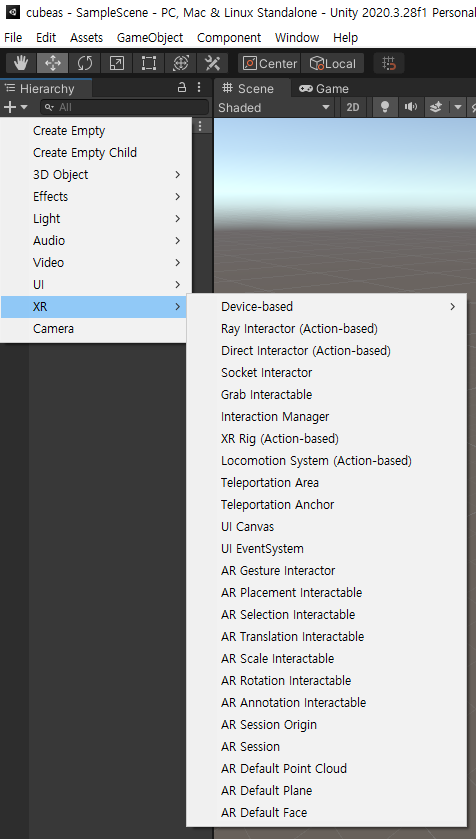 cubeas - SampleScene - PC, Mac & Linux Standalone - Unity 2020.3.28f1 Personal
File Edit Assets GameObject Component Window Help
Center Local
Hierarchy
All
Scene Game
Shaded 2D
Create Empty
Create Empty Child
3D Object
Effects
Light
Audio
Video
UI
XR
Camera
Device-based
Ray Interactor (Action-based)
Direct Interactor (Action-based)
Socket Interactor
Grab Interactable
Interaction Manager
XR Rig (Action-based)
Locomotion System (Action-based)
Teleportation Area
Teleportation Anchor
UI Canvas
UI EventSystem
AR Gesture Interactor
AR Placement Interactable
AR Selection Interactable
AR Translation Interactable
AR Scale Interactable
AR Rotation Interactable
AR Annotation Interactable
AR Session Origin
AR Session
AR Default Point Cloud
AR Default Plane
AR Default Face